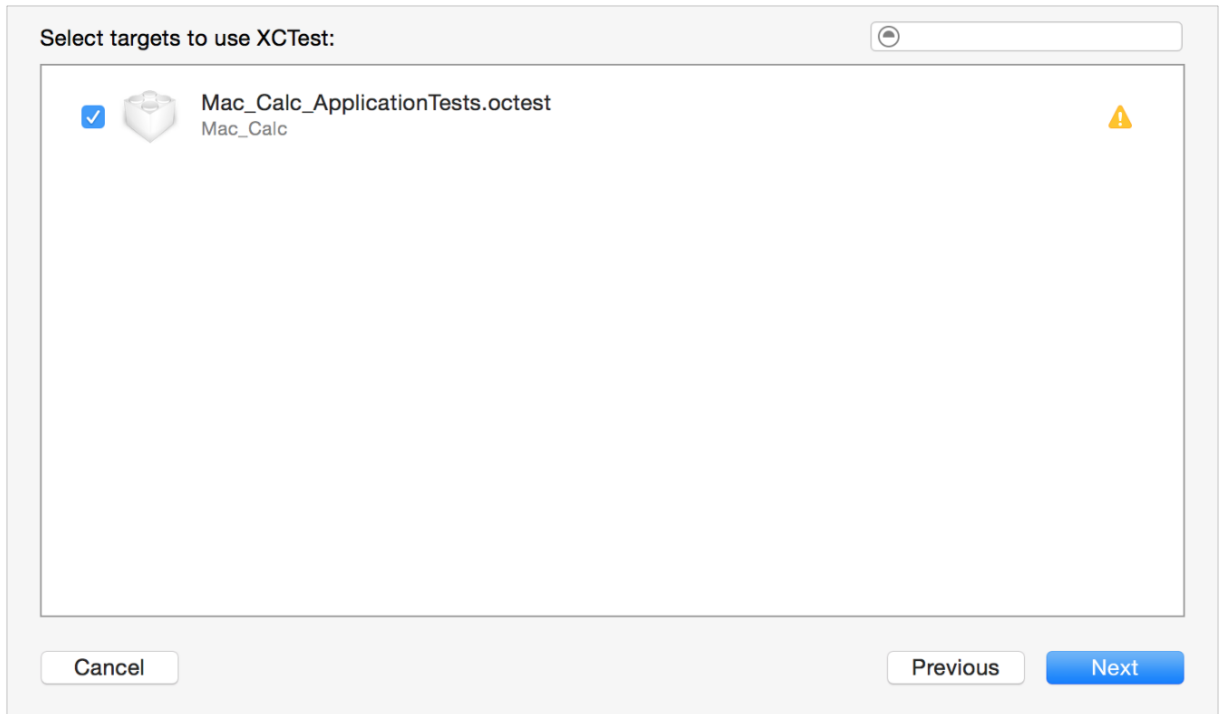 Select targets to use XCTest:
Mac_Calc_ApplicationTests.octest
Mac_Calc
Cancel
Previous
Next